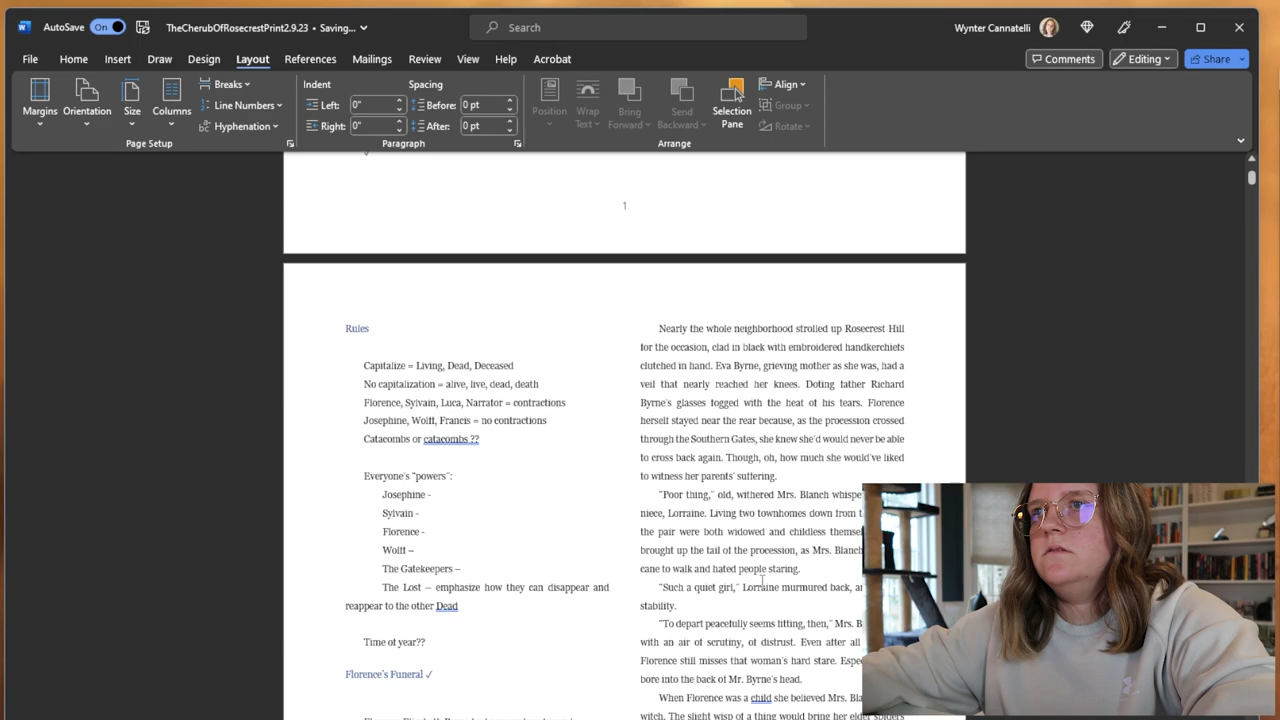 AutoSave On TheCherubOfRosecrestPrint2.9.23 • Saving... Search Wynter Cannatelli
File Home Insert Draw Design Layout References Mailings Review View Help Acrobat Comments Editing Share
Margins Orientation Size Columns
Breaks
Line Numbers
Hyphenation
Page Setup
Indent Spacing
Left: 0" Before: 0 pt
Right: 0" After: 0 pt
Paragraph
Position Wrap Text Bring Forward Send Backward Selection Pane
Align
Group
Rotate
Arrange
1
Rules
Capitalize = Living, Dead, Deceased
No capitalization = alive, live, dead, death
Florence, Sylvain, Luca, Narrator = contractions
Josephine, Wolff, Francis = no contractions
Catacombs or catacombs ??
Everyone's "powers":
Josephine -
Sylvain -
Florence -
Wolff –
The Gatekeepers –
The Lost – emphasize how they can disappear and
reappear to the other Dead
Time of year??
Florence's Funeral ✓
Nearly the whole neighborhood strolled up Rosecrest Hill
for the occasion, clad in black with embroidered handkerchiefs
clutched in hand. Eva Byrne, grieving mother as she was, had a
veil that nearly reached her knees. Doting father Richard
Byrne's glasses fogged with the heat of his tears. Florence
herself stayed near the rear because, as the procession crossed
through the Southern Gates, she knew she'd would never be able
to cross back again. Though, oh, how much she would've liked
to witness her parents' suffering.
"Poor thing," old, withered Mrs. Blanch
niece, Lorraine. Living two townhomes down from
the pair were both widowed and childless
brought up the tail of the procession, as Mrs. Blanch
cane to walk and hated people staring.
"Such a quiet girl," Lorraine murmured back,
stability.
"To depart peacefully seems fitting, then," Mrs.
with an air of scrutiny, of distrust. Even after all
Florence still misses that woman's hard stare.
bore into the back of Mr. Byrne's head.
When Florence was a child she believed Mrs.
witch. The slight wisp of a thing would bring her elder spiders